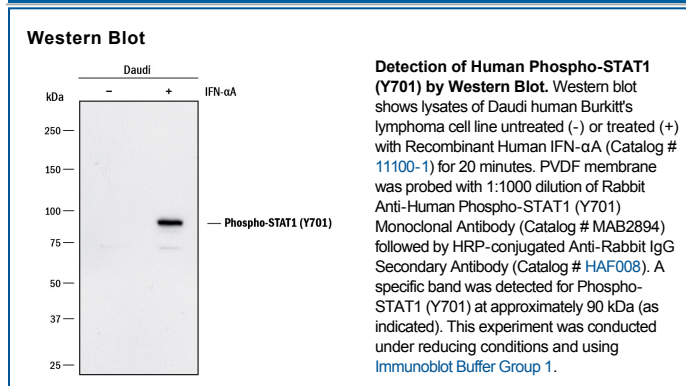 Western Blot
Daudi
kDa
– + IFN-αA
250
150
100
Phospho-STAT1 (Y701)
75
50
37
25
Detection of Human Phospho-STAT1
(Y701) by Western Blot. Western blot
shows lysates of Daudi human Burkitt's
lymphoma cell line untreated (-) or treated (+)
with Recombinant Human IFN-αA (Catalog #
11100-1) for 20 minutes. PVDF membrane
was probed with 1:1000 dilution of Rabbit
Anti-Human Phospho-STAT1 (Y701)
Monoclonal Antibody (Catalog # MAB2894)
followed by HRP-conjugated Anti-Rabbit IgG
Secondary Antibody (Catalog # HAF008). A
specific band was detected for Phospho-
STAT1 (Y701) at approximately 90 kDa (as
indicated). This experiment was conducted
under reducing conditions and using
Immunoblot Buffer Group 1.